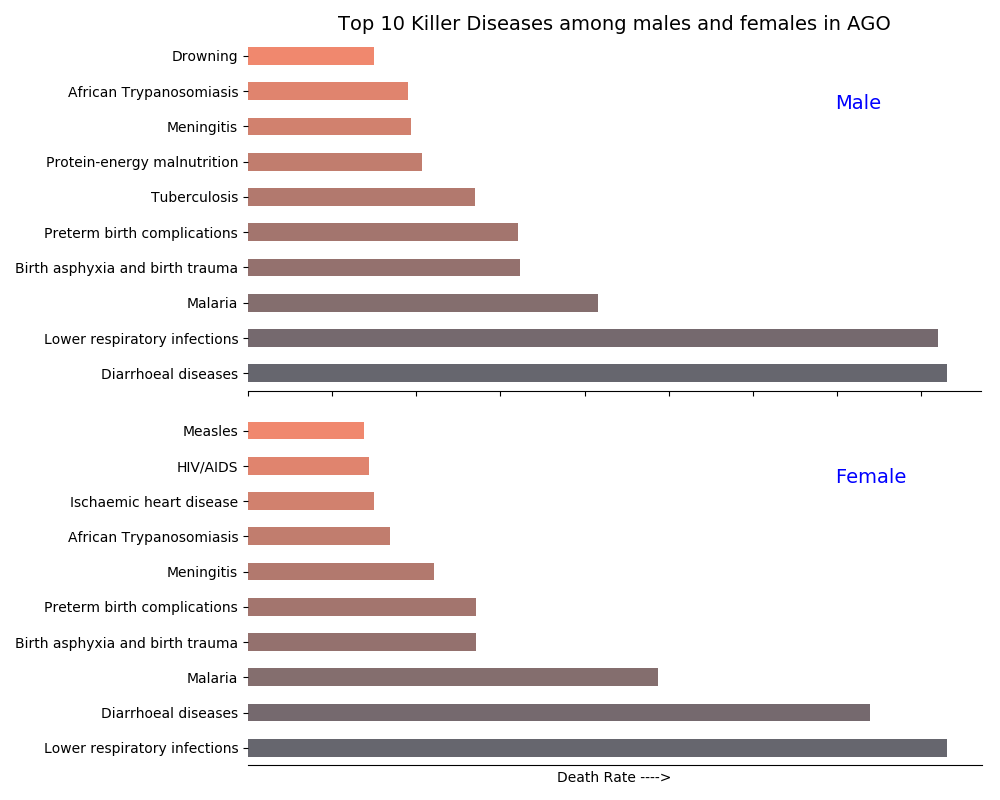 Top 10 Killer Diseases among males and females in AGO
Drowning
African Trypanosomiasis
Male
Meningitis
Protein-energy malnutrition
Tuberculosis
Preterm birth complications
Birth asphyxia and birth trauma
Malaria
Lower respiratory infections
Diarrhoeal diseases
Measles
HIV/AIDS
Female
Ischaemic heart disease
African Trypanosomiasis
Meningitis
Preterm birth complications
Birth asphyxia and birth trauma
Malaria
Diarrhoeal diseases
Lower respiratory infections
Death Rate ---->